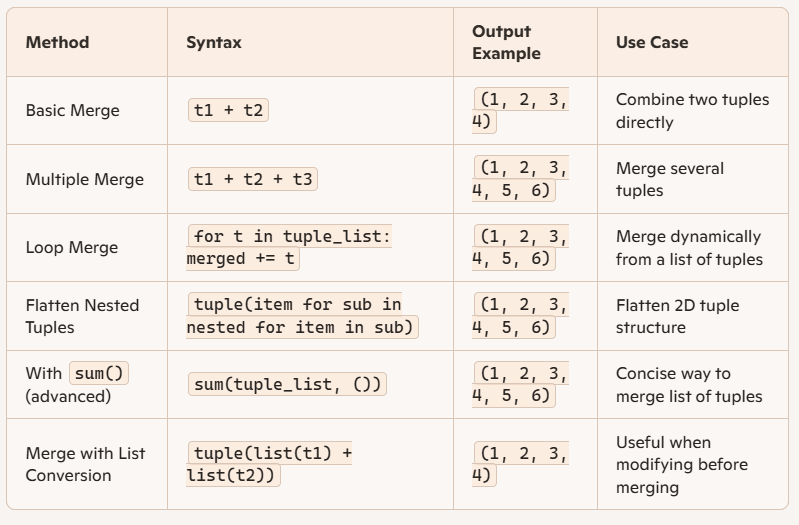 Method Syntax Output Example Use Case
Basic Merge t1 + t2 (1, 2, 3, 4) Combine two tuples directly
Multiple Merge t1 + t2 + t3 (1, 2, 3, 4, 5, 6) Merge several tuples
Loop Merge for t in tuple_list: merged += t (1, 2, 3, 4, 5, 6) Merge dynamically from a list of tuples
Flatten Nested Tuples tuple(item for sub in nested for item in sub) (1, 2, 3, 4, 5, 6) Flatten 2D tuple structure
With sum() (advanced) sum(tuple_list, ()) (1, 2, 3, 4, 5, 6) Concise way to merge list of tuples
Merge with List Conversion tuple(list(t1) + list(t2)) (1, 2, 3, 4) Useful when modifying before merging